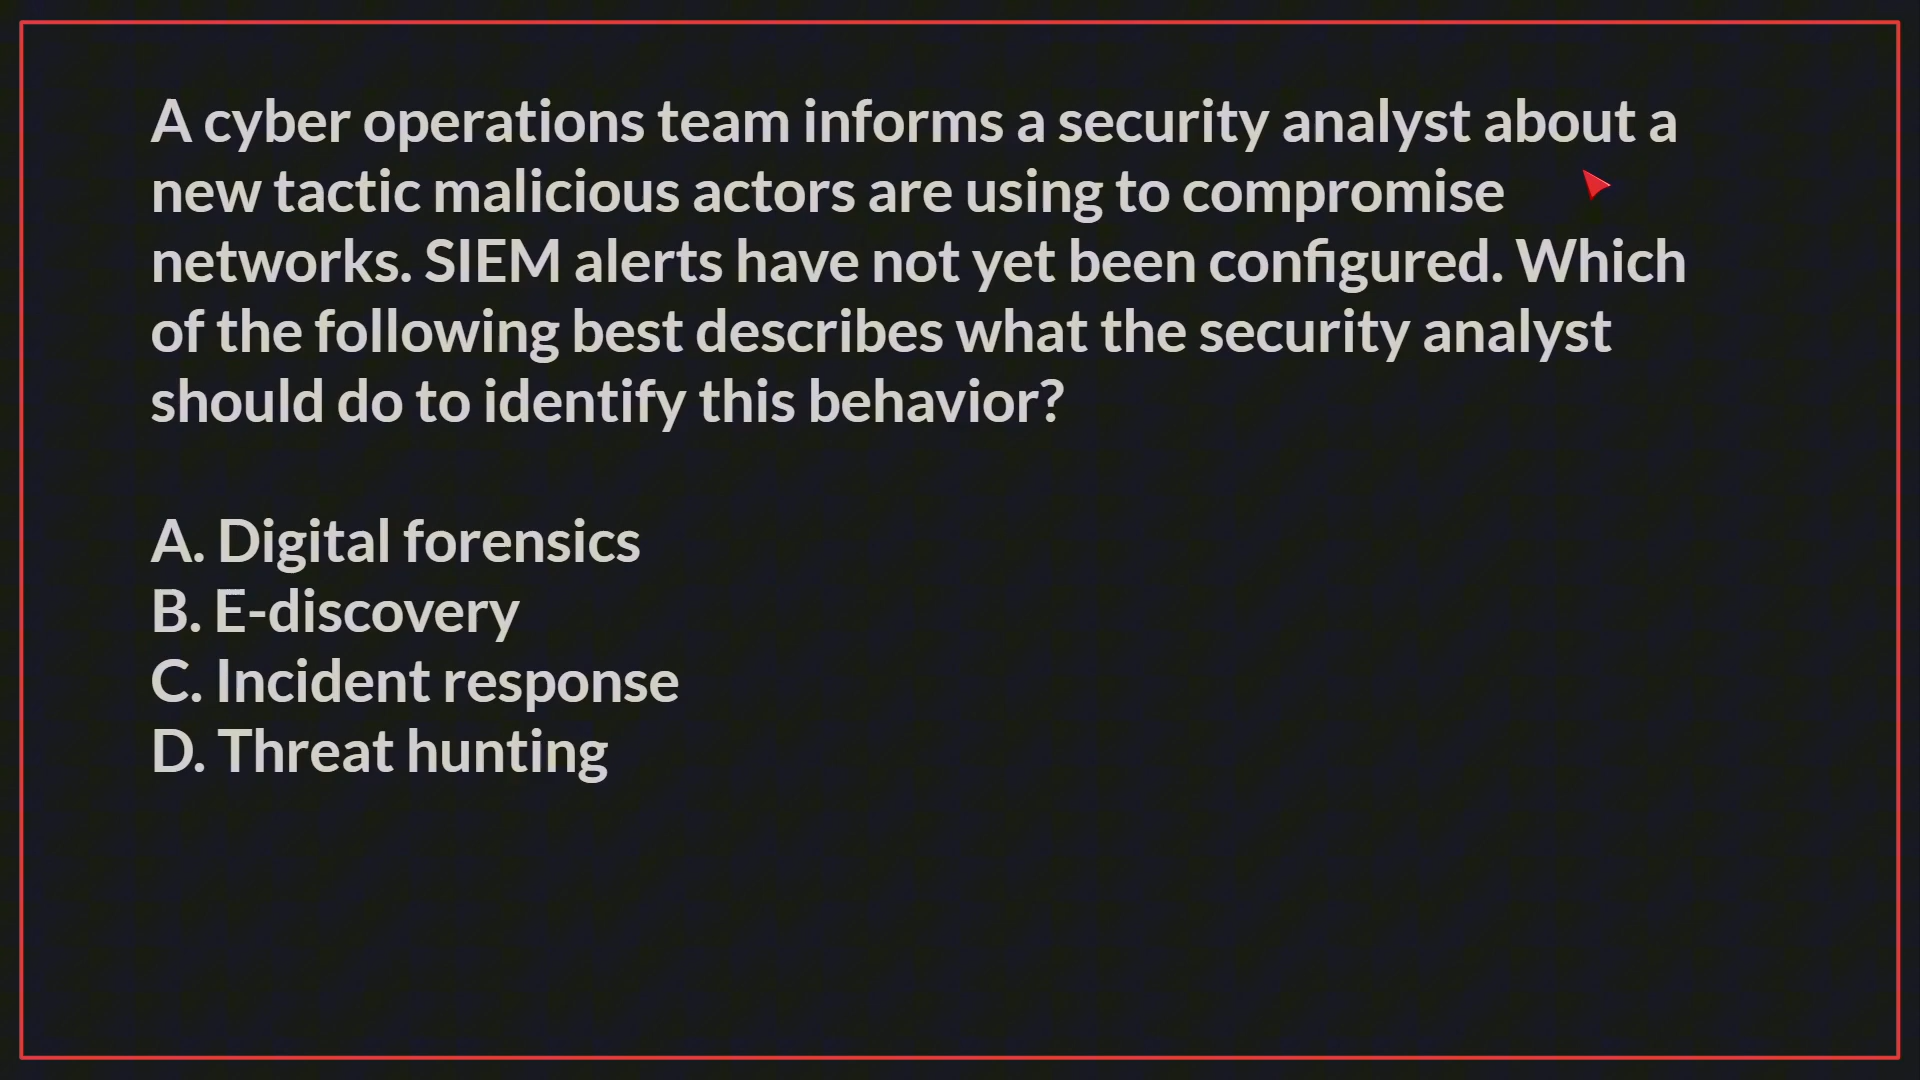 A cyber operations team informs a security analyst about a
new tactic malicious actors are using to compromise
networks. SIEM alerts have not yet been configured. Which
of the following best describes what the security analyst
should do to identify this behavior?
A. Digital forensics
B. E-discovery
C. Incident response
D. Threat hunting